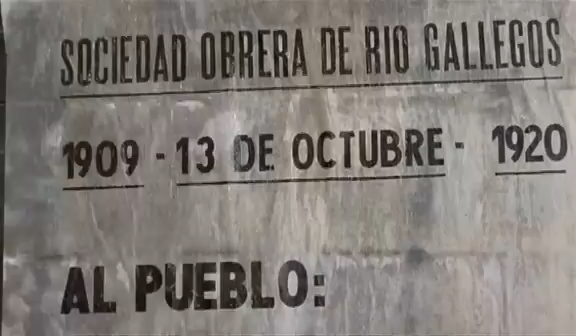 SOCIEDAD OBRERA DE RIO GALLEGOS
1909 - 13 DE OCTUBRE - 1920
AL PUEBLO: